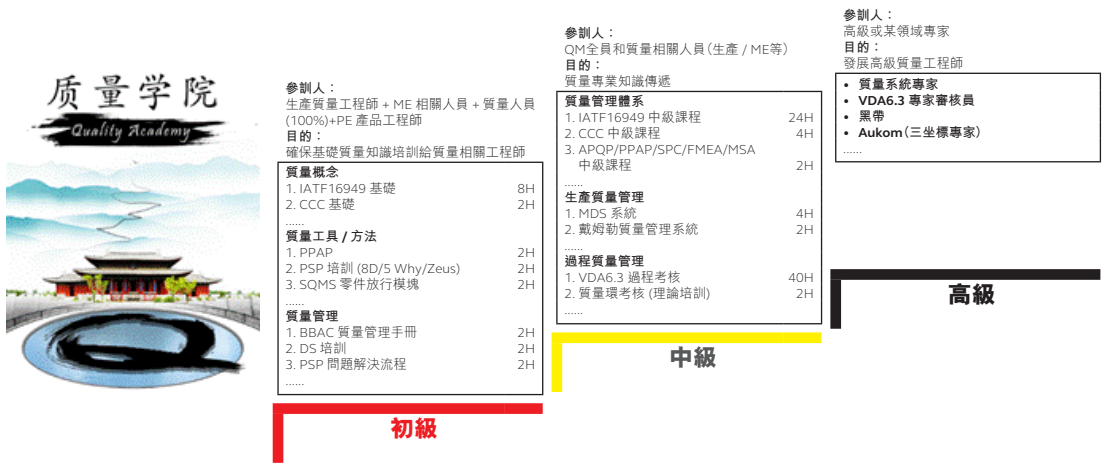 质量学院
Quality Academy
參訓人：
生產質量工程師 + ME 相關人員 + 質量人員
(100%)+PE 產品工程師
目的：
確保基礎質量知識培訓給質量相關工程師
質量概念
1. IATF16949 基礎 8H
2. CCC 基礎 2H
......
質量工具 / 方法
1. PPAP 2H
2. PSP 培訓 (8D/5 Why/Zeus) 2H
3. SQMS 零件放行模塊 2H
......
質量管理
1. BBAC 質量管理手冊 2H
2. DS 培訓 2H
3. PSP 問題解決流程 2H
......
初級
參訓人：
QM全員和質量相關人員（生產 / ME等）
目的：
質量專業知識傳遞
質量管理體系
1. IATF16949 中級課程 24H
2. CCC 中級課程 4H
3. APQP/PPAP/SPC/FMEA/MSA
中級課程 2H
......
生產質量管理
1. MDS 系統 4H
2. 戴姆勒質量管理系統 2H
......
過程質量管理
1. VDA6.3 過程考核 40H
2. 質量環考核 (理論培訓) 2H
......
中級
參訓人：
高級或某領域專家
目的：
發展高級質量工程師
• 質量系統專家
• VDA6.3 專家審核員
• 黑帶
• Aukom（三坐標專家）
......
高級